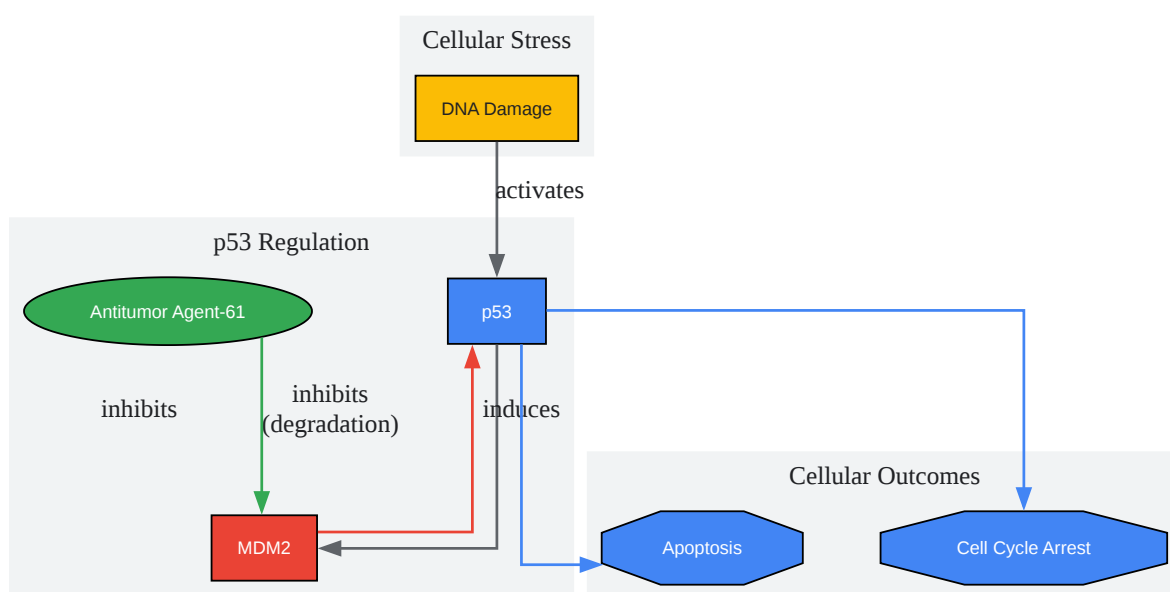 Cellular Stress
DNA Damage
activates
p53 Regulation
Antitumor Agent-61
p53
inhibits
inhibits
(degradation)
induces
Cellular Outcomes
MDM2
Apoptosis
Cell Cycle Arrest